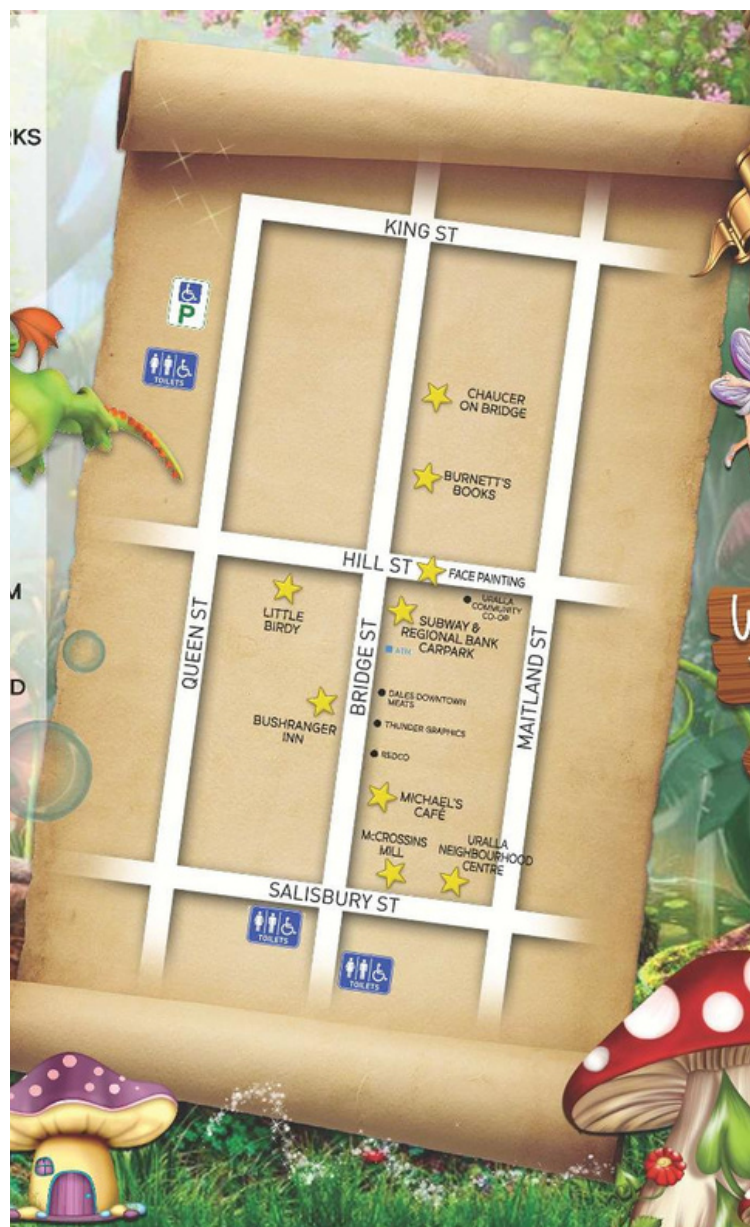 RKS
KING ST
P
TOILETS
CHAUCER
ON BRIDGE
BURNETT'S
BOOKS
HILL ST
FACE PAINTING
M
LITTLE
BIRDY
URALLA
COMMUNITY
CO-OP
SUBWAY &
REGIONAL BANK
CARPARK
ATM
QUEEN ST
BRIDGE ST
MAITLAND ST
U
D
DALES DOWNTOWN
MEATS
BUSHRANGER
INN
THUNDER GRAPHICS
REDCO
MICHAEL'S
CAFÉ
McCROSSINS
MILL
URALLA
NEIGHBOURHOOD
CENTRE
SALISBURY ST
TOILETS
TOILETS